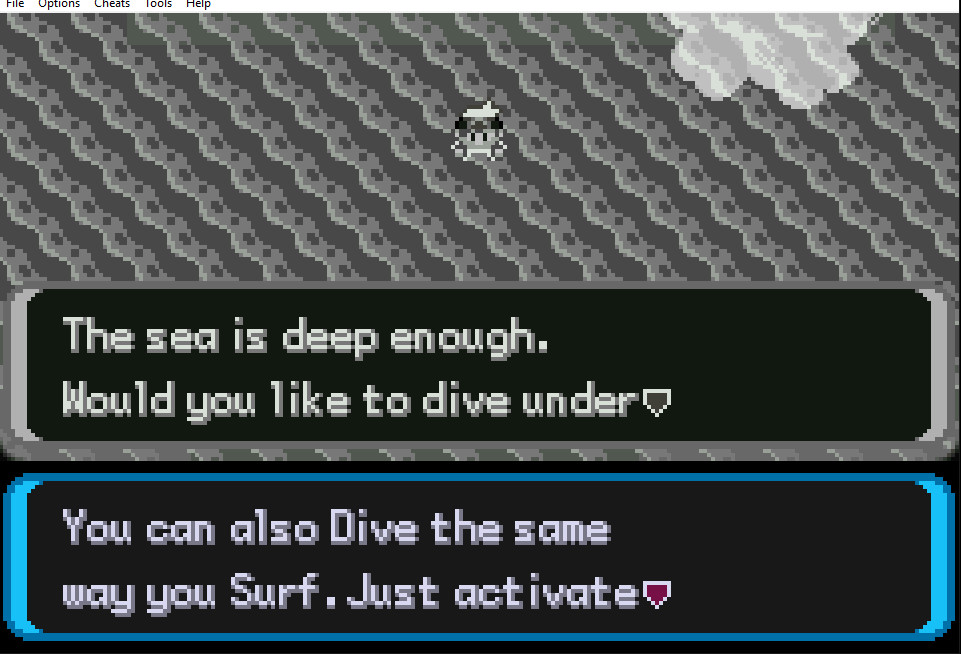 File Options Cheats Tools Help
The sea is deep enough.
Would you like to dive under
You can also Dive the same
way you Surf. Just activate